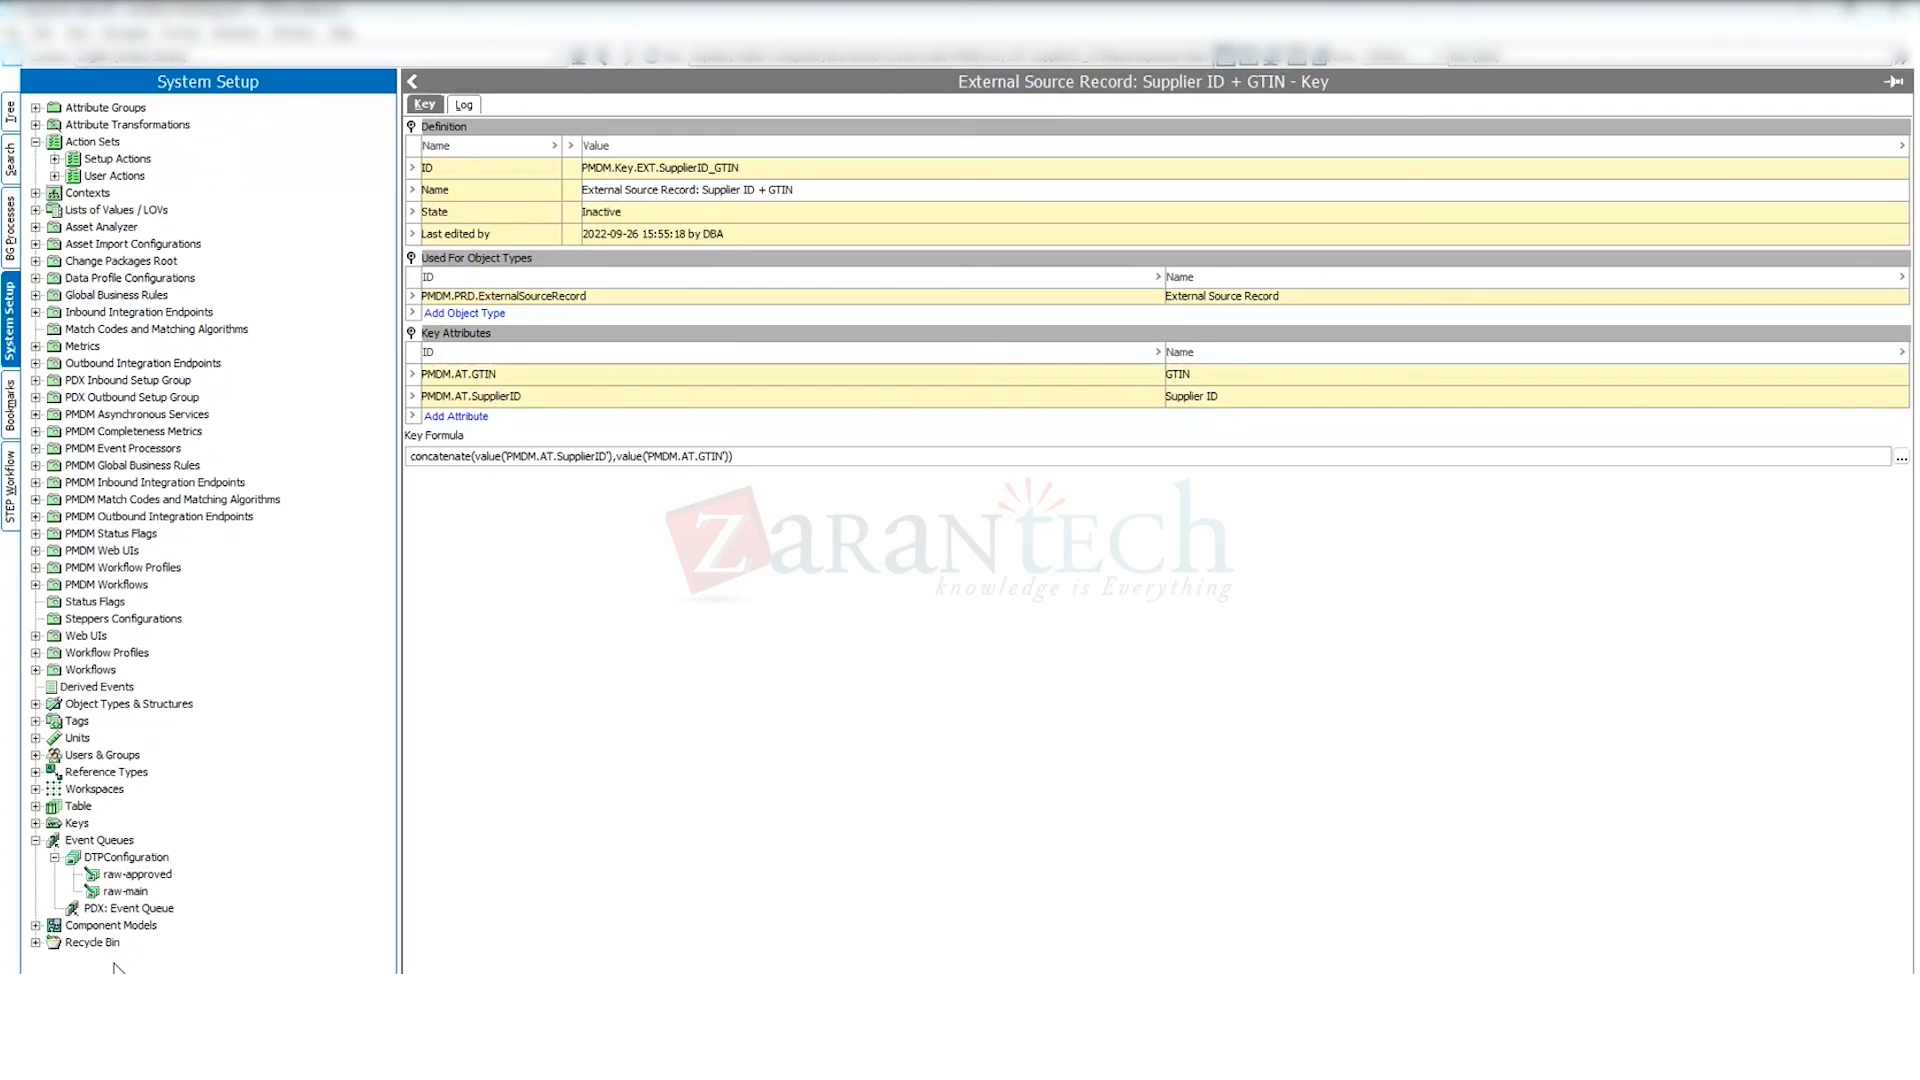 System Setup
Tree
Search
BG Processes
System Setup
Bookmarks
STEP Workflow
Attribute Groups
Attribute Transformations
Action Sets
Setup Actions
User Actions
Contexts
Lists of Values / LOVs
Asset Analyzer
Asset Import Configurations
Change Packages Root
Data Profile Configurations
Global Business Rules
Inbound Integration Endpoints
Match Codes and Matching Algorithms
Metrics
Outbound Integration Endpoints
PDX Inbound Setup Group
PDX Outbound Setup Group
PMDM Asynchronous Services
PMDM Completeness Metrics
PMDM Event Processors
PMDM Global Business Rules
PMDM Inbound Integration Endpoints
PMDM Match Codes and Matching Algorithms
PMDM Outbound Integration Endpoints
PMDM Status Flags
PMDM Web UIs
PMDM Workflow Profiles
PMDM Workflows
Status Flags
Steppers Configurations
Web UIs
Workflow Profiles
Workflows
Derived Events
Object Types & Structures
Tags
Units
Users & Groups
Reference Types
Workspaces
Table
Keys
Event Queues
DTPConfiguration
raw-approved
raw-main
PDX: Event Queue
Component Models
Recycle Bin
External Source Record: Supplier ID + GTIN - Key
Key Log
Definition
Name > > Value >
> ID PMDM.Key.EXT.SupplierID_GTIN
> Name External Source Record: Supplier ID + GTIN
> State Inactive
> Last edited by 2022-09-26 15:55:18 by DBA
Used For Object Types
ID > Name >
> PMDM.PRD.ExternalSourceRecord External Source Record
> Add Object Type
Key Attributes
ID > Name >
> PMDM.AT.GTIN GTIN
> PMDM.AT.SupplierID Supplier ID
> Add Attribute
Key Formula
concatenate(value('PMDM.AT.SupplierID'),value('PMDM.AT.GTIN')) ...
ZaranTech
knowledge is Everything